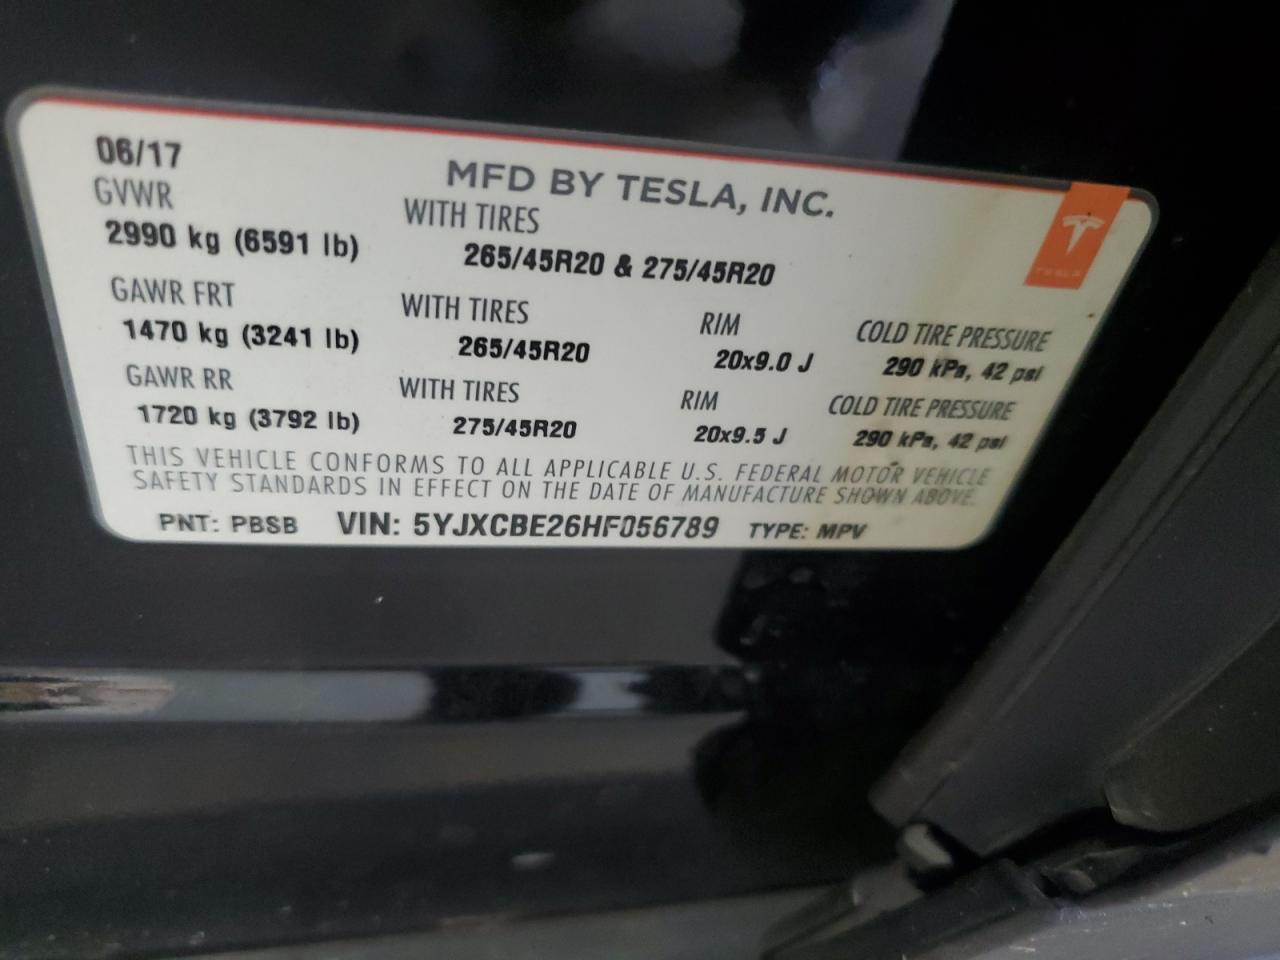 06/17
MFD BY TESLA, INC.
GVWR
WITH TIRES
2990 kg (6591 lb)
265/45R20 & 275/45R20
TESLA
GAWR FRT
WITH TIRES
RIM
COLD TIRE PRESSURE
1470 kg (3241 lb)
265/45R20
20x9.0 J
290 kPa, 42 psi
GAWR RR
WITH TIRES
RIM
COLD TIRE PRESSURE
1720 kg (3792 lb)
275/45R20
20x9.5 J
290 kPa, 42 psi
THIS VEHICLE CONFORMS TO ALL APPLICABLE U.S. FEDERAL MOTOR VEHICLE
SAFETY STANDARDS IN EFFECT ON THE DATE OF MANUFACTURE SHOWN ABOVE.
PNT: PBSB VIN: 5YJXCBE26HF056789 TYPE: MPV